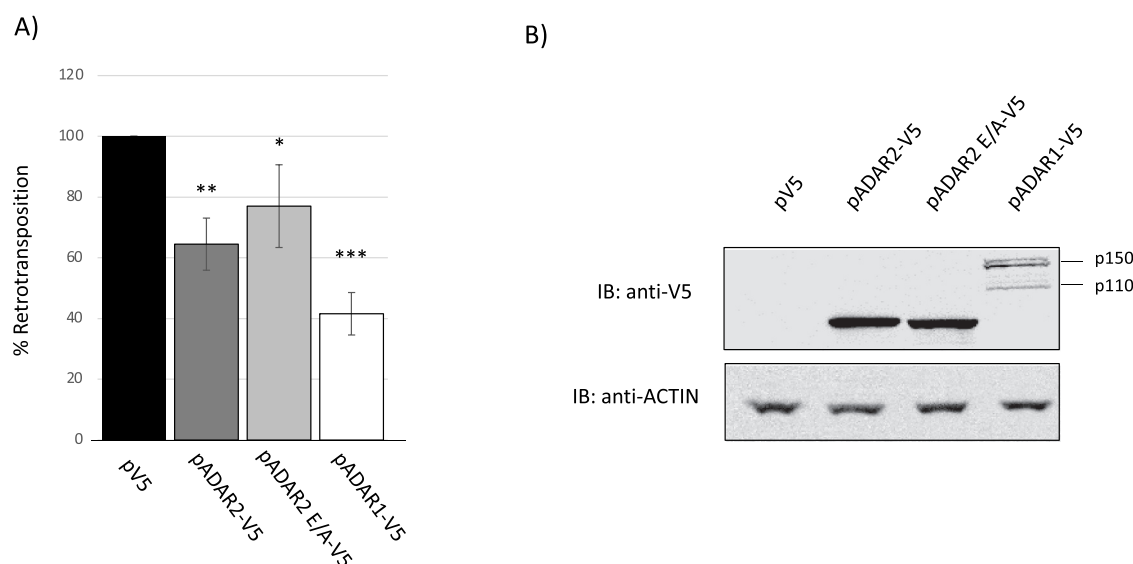 A)
120
100
80
60
40
20
0
% Retrotransposition
**
*
***
pV5
pADAR2-V5
pADAR2 E/A-V5
pADAR1-V5
B)
pV5
pADAR2-V5
pADAR2 E/A-V5
pADAR1-V5
IB: anti-V5
p150
p110
IB: anti-ACTIN